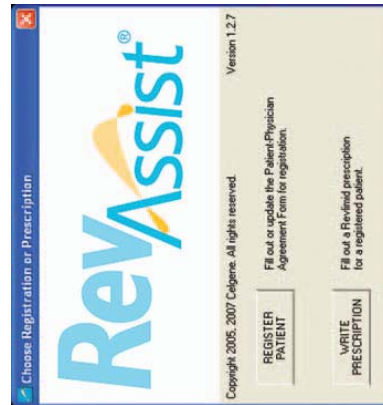 Choose Registration or Prescription
RevAssist®
Copyright 2005, 2007 Celgene. All rights reserved.
Version 1.2.7
REGISTER
PATIENT
Fill out or update the Patient-Physician
Agreement Form for registration.
WRITE
PRESCRIPTION
Fill out a Revlimid prescription
for a registered patient.